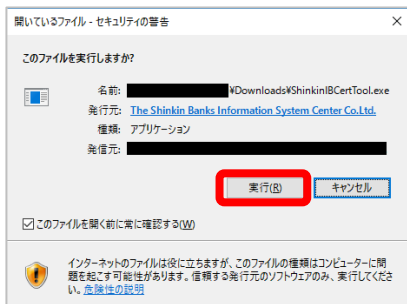 開いているファイル - セキュリティの警告
このファイルを実行しますか?
名前: ¥Downloads¥ShinkinIBCertTool.exe
発行元: The Shinkin Banks Information System Center Co.Ltd.
種類: アプリケーション
発信元:
実行(R) キャンセル
このファイルを開く前に常に確認する(W)
インターネットのファイルは役に立ちますが、このファイルの種類はコンピューターに問
題を起こす可能性があります。信頼する発行元のソフトウェアのみ、実行してくださ
い。危険性の説明